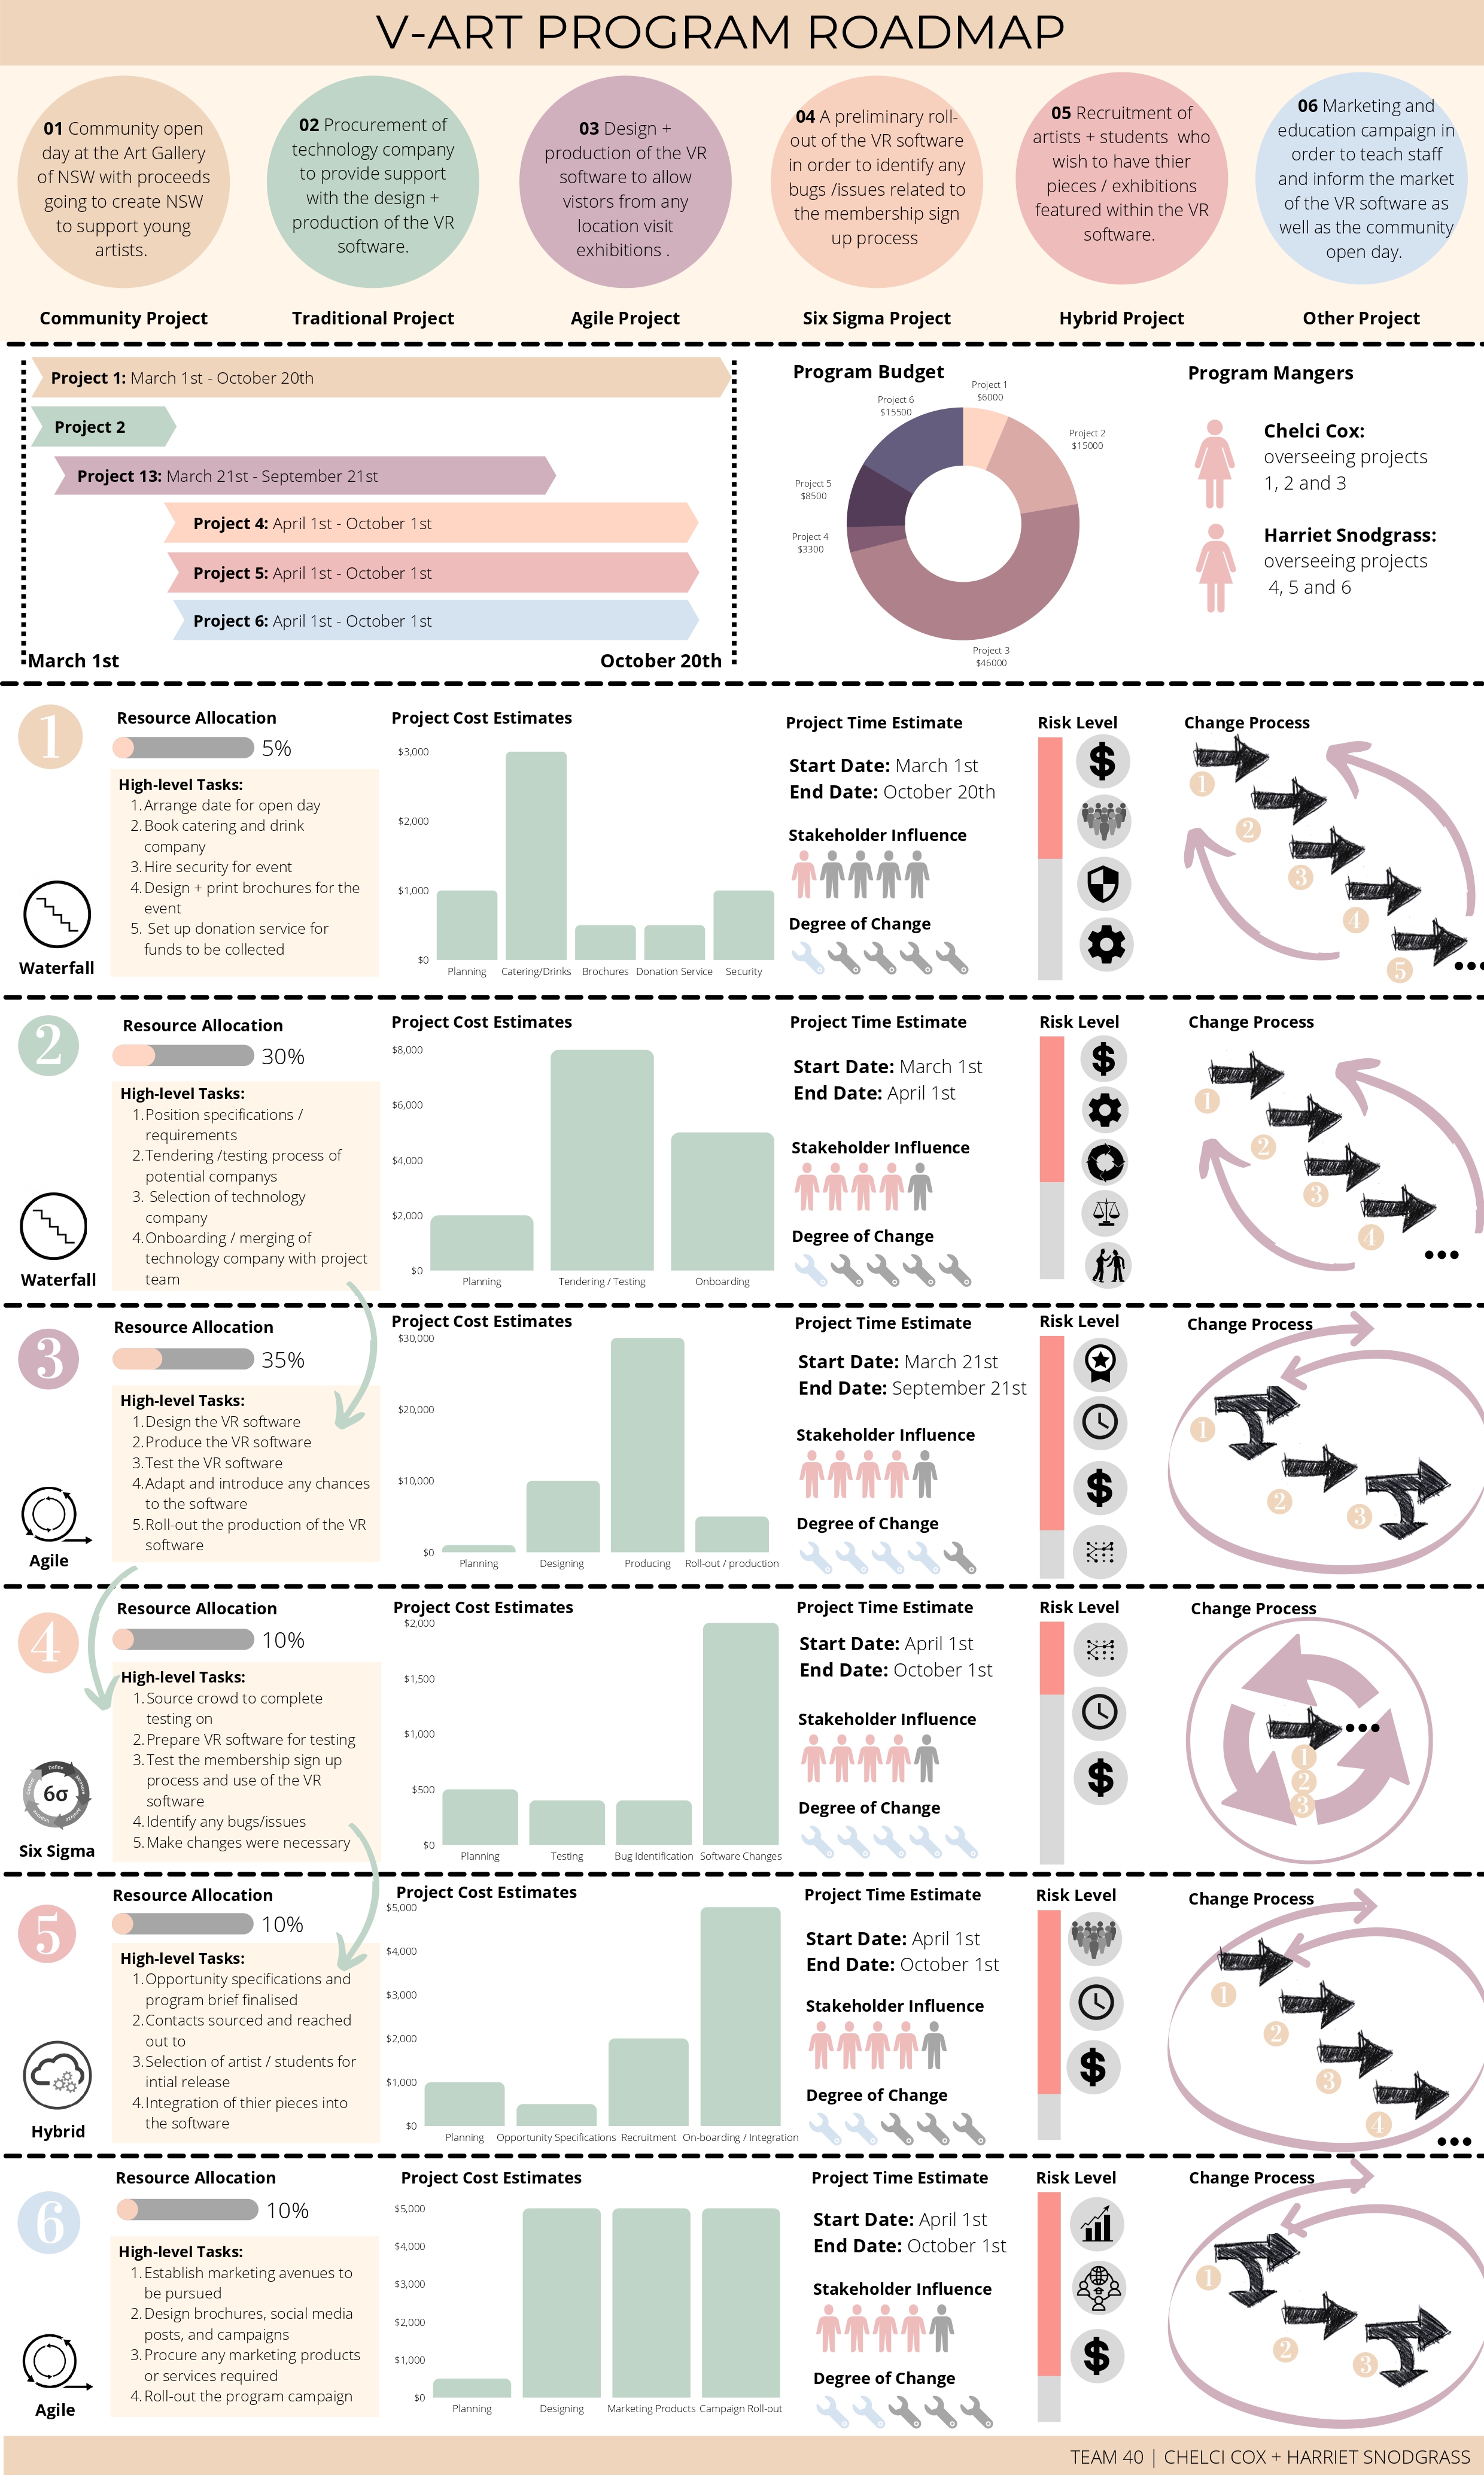 V-ART PROGRAM ROADMAP
01 Community open
day at the Art Gallery
of NSW with proceeds
going to create NSW
to support young
artists.
02 Procurement of
technology company
to provide support
with the design +
production of the VR
software.
03 Design +
production of the VR
software to allow
vistors from any
location visit
exhibitions .
04 A preliminary roll-
out of the VR software
in order to identify any
bugs /issues related to
the membership sign
up process
05 Recruitment of
artists + students who
wish to have thier
pieces / exhibitions
featured within the VR
software.
06 Marketing and
education campaign in
order to teach staff
and inform the market
of the VR software as
well as the community
open day.
Community Project
Traditional Project
Agile Project
Six Sigma Project
Hybrid Project
Other Project
Project 1: March 1st - October 20th
Project 2
Project 13: March 21st - September 21st
Project 4: April 1st - October 1st
Project 5: April 1st - October 1st
Project 6: April 1st - October 1st
March 1st
October 20th
Program Budget
Project 1
$6000
Project 2
$15000
Project 3
$46000
Project 4
$3300
Project 5
$8500
Project 6
$15500
Program Mangers
Chelci Cox:
overseeing projects
1, 2 and 3
Harriet Snodgrass:
overseeing projects
4, 5 and 6
1
Waterfall
Resource Allocation
5%
High-level Tasks:
1. Arrange date for open day
2. Book catering and drink
company
3. Hire security for event
4. Design + print brochures for the
event
5. Set up donation service for
funds to be collected
Project Cost Estimates
$3,000
$2,000
$1,000
$0
Planning
Catering/Drinks
Brochures
Donation Service
Security
Project Time Estimate
Start Date: March 1st
End Date: October 20th
Stakeholder Influence
Degree of Change
Risk Level
$
Change Process
1
2
3
4
5
2
Waterfall
Resource Allocation
30%
High-level Tasks:
1. Position specifications /
requirements
2. Tendering /testing process of
potential companys
3. Selection of technology
company
4. Onboarding / merging of
technology company with project
team
Project Cost Estimates
$8,000
$6,000
$4,000
$2,000
$0
Planning
Tendering / Testing
Onboarding
Project Time Estimate
Start Date: March 1st
End Date: April 1st
Stakeholder Influence
Degree of Change
Risk Level
$
Change Process
1
2
3
4
3
Agile
Resource Allocation
35%
High-level Tasks:
1. Design the VR software
2. Produce the VR software
3. Test the VR software
4. Adapt and introduce any chances
to the software
5. Roll-out the production of the VR
software
Project Cost Estimates
$30,000
$20,000
$10,000
$0
Planning
Designing
Producing
Roll-out / production
Project Time Estimate
Start Date: March 21st
End Date: September 21st
Stakeholder Influence
Degree of Change
Risk Level
$
Change Process
1
2
3
4
6σ
Define
Six Sigma
Resource Allocation
10%
High-level Tasks:
1. Source crowd to complete
testing on
2. Prepare VR software for testing
3. Test the membership sign up
process and use of the VR
software
4. Identify any bugs/issues
5. Make changes were necessary
Project Cost Estimates
$2,000
$1,500
$1,000
$500
$0
Planning
Testing
Bug Identification
Software Changes
Project Time Estimate
Start Date: April 1st
End Date: October 1st
Stakeholder Influence
Degree of Change
Risk Level
$
Change Process
1
2
3
5
Hybrid
Resource Allocation
10%
High-level Tasks:
1. Opportunity specifications and
program brief finalised
2. Contacts sourced and reached
out to
3. Selection of artist / students for
intial release
4. Integration of thier pieces into
the software
Project Cost Estimates
$5,000
$4,000
$3,000
$2,000
$1,000
$0
Planning
Opportunity Specifications
Recruitment
On-boarding / Integration
Project Time Estimate
Start Date: April 1st
End Date: October 1st
Stakeholder Influence
Degree of Change
Risk Level
$
Change Process
1
2
3
4
6
Agile
Resource Allocation
10%
High-level Tasks:
1. Establish marketing avenues to
be pursued
2. Design brochures, social media
posts, and campaigns
3. Procure any marketing products
or services required
4. Roll-out the program campaign
Project Cost Estimates
$5,000
$4,000
$3,000
$2,000
$1,000
$0
Planning
Designing
Marketing Products
Campaign Roll-out
Project Time Estimate
Start Date: April 1st
End Date: October 1st
Stakeholder Influence
Degree of Change
Risk Level
$
Change Process
1
2
3
TEAM 40 | CHELCI COX + HARRIET SNODGRASS